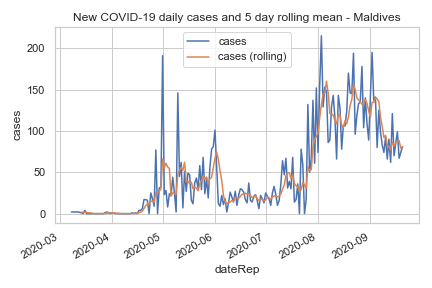 New COVID-19 daily cases and 5 day rolling mean - Maldives
cases
cases (rolling)
200
150
100
50
0
cases
2020-03
2020-04
2020-05
2020-06
2020-07
2020-08
2020-09
dateRep